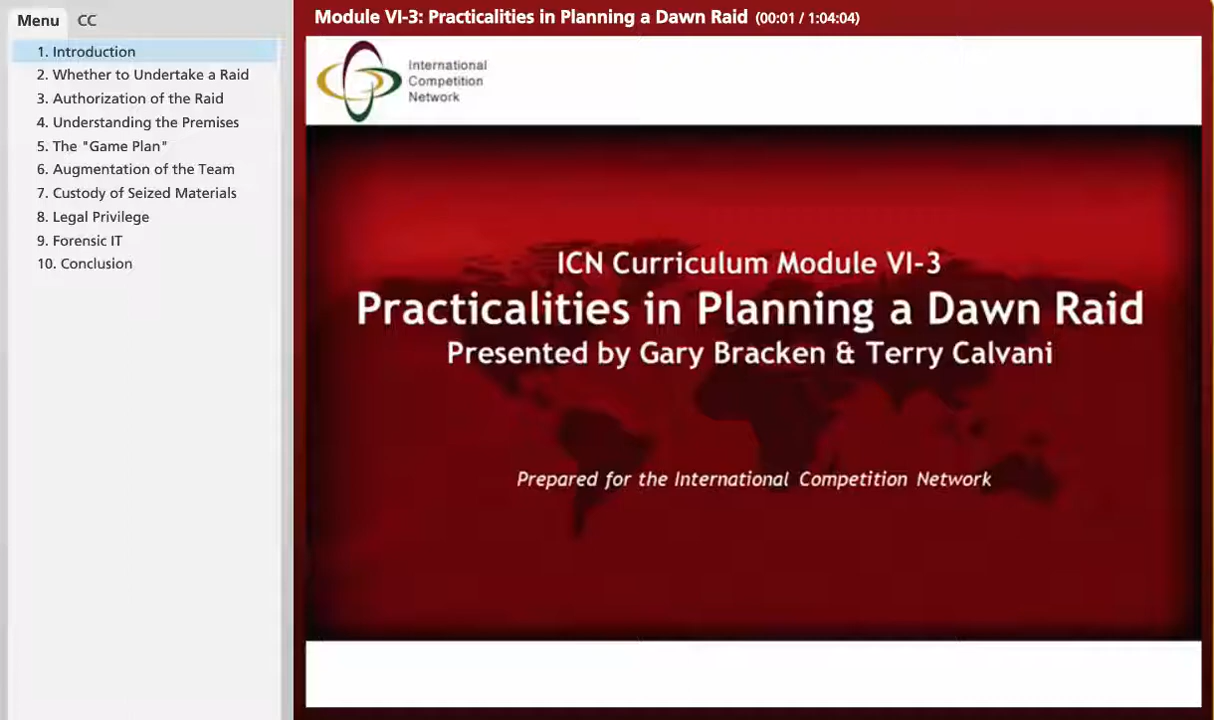 Menu CC
1. Introduction
2. Whether to Undertake a Raid
3. Authorization of the Raid
4. Understanding the Premises
5. The "Game Plan"
6. Augmentation of the Team
7. Custody of Seized Materials
8. Legal Privilege
9. Forensic IT
10. Conclusion
Module VI-3: Practicalities in Planning a Dawn Raid (00:01 / 1:04:04)
International
Competition
Network
ICN Curriculum Module VI-3
Practicalities in Planning a Dawn Raid
Presented by Gary Bracken & Terry Calvani
Prepared for the International Competition Network